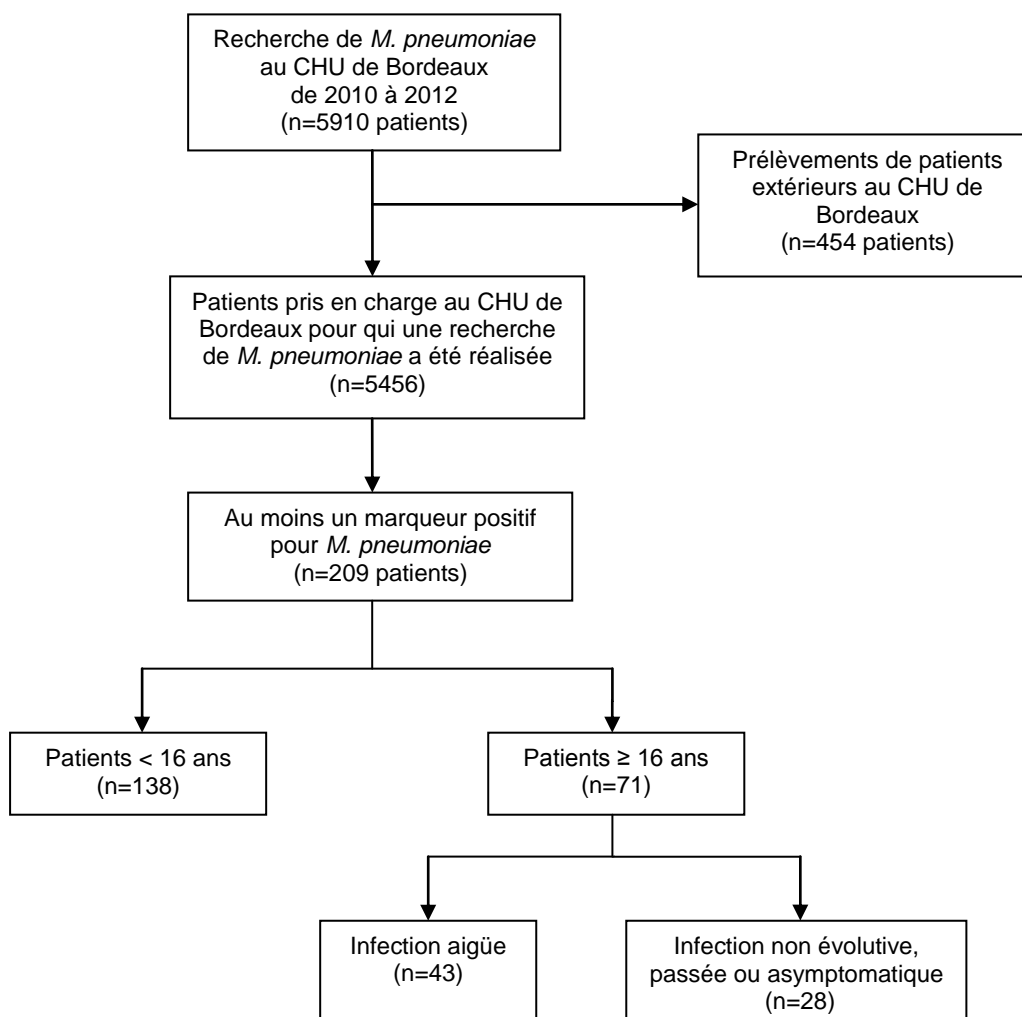 Recherche de M. pneumoniae
au CHU de Bordeaux
de 2010 à 2012
(n=5910 patients)
Prélèvements de patients
extérieurs au CHU de
Bordeaux
(n=454 patients)
Patients pris en charge au CHU de
Bordeaux pour qui une recherche
de M. pneumoniae a été réalisée
(n=5456)
Au moins un marqueur positif
pour M. pneumoniae
(n=209 patients)
Patients < 16 ans
(n=138)
Patients ≥ 16 ans
(n=71)
Infection aigüe
(n=43)
Infection non évolutive,
passée ou asymptomatique
(n=28)